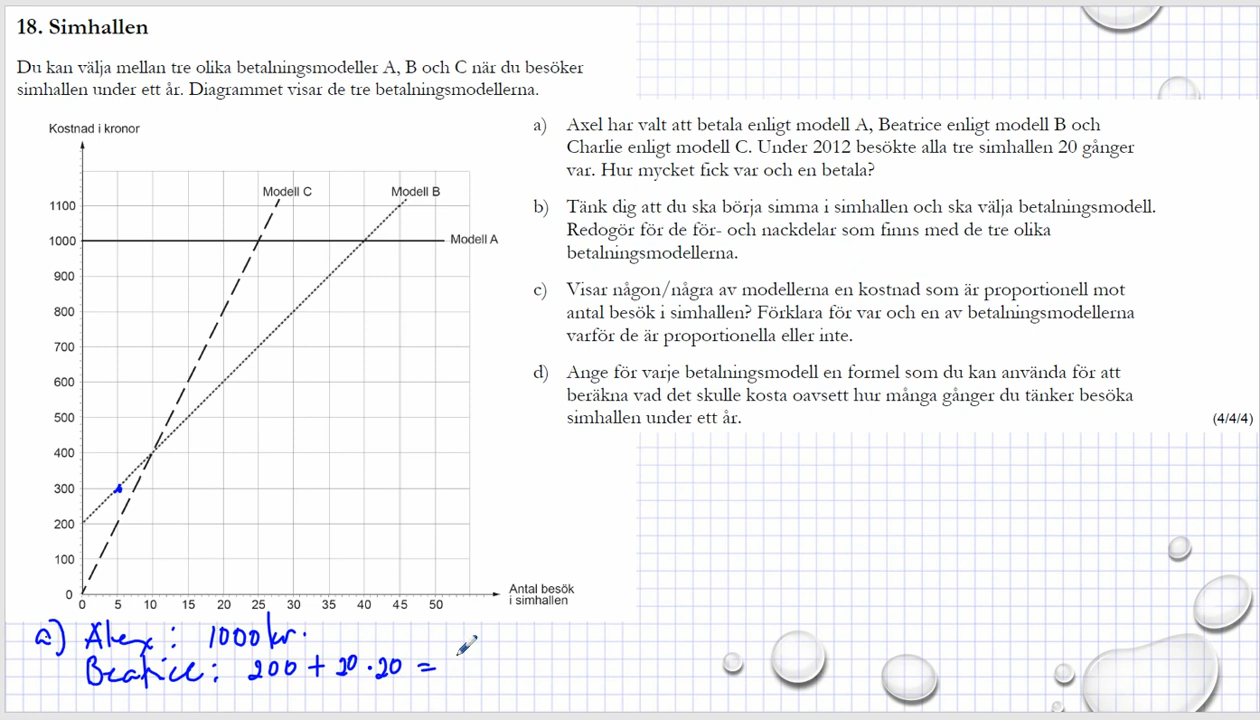 18. Simhallen
Du kan välja mellan tre olika betalningsmodeller A, B och C när du besöker
simhallen under ett år. Diagrammet visar de tre betalningsmodellerna.
Kostnad i kronor
Modell C
Modell B
Modell A
1100
1000
900
800
700
600
500
400
300
200
100
0
0 5 10 15 20 25 30 35 40 45 50
Antal besök
i simhallen
a) Axel har valt att betala enligt modell A, Beatrice enligt modell B och
Charlie enligt modell C. Under 2012 besökte alla tre simhallen 20 gånger
var. Hur mycket fick var och en betala?
b) Tänk dig att du ska börja simma i simhallen och ska välja betalningsmodell.
Redogör för de för- och nackdelar som finns med de tre olika
betalningsmodellerna.
c) Visar någon/några av modellerna en kostnad som är proportionell mot
antal besök i simhallen? Förklara för var och en av betalningsmodellerna
varför de är proportionella eller inte.
d) Ange för varje betalningsmodell en formel som du kan använda för att
beräkna vad det skulle kosta oavsett hur många gånger du tänker besöka
simhallen under ett år.
(4/4/4)
a) : 1000 kr.
Beatrice: 200 + 20 · 20 =